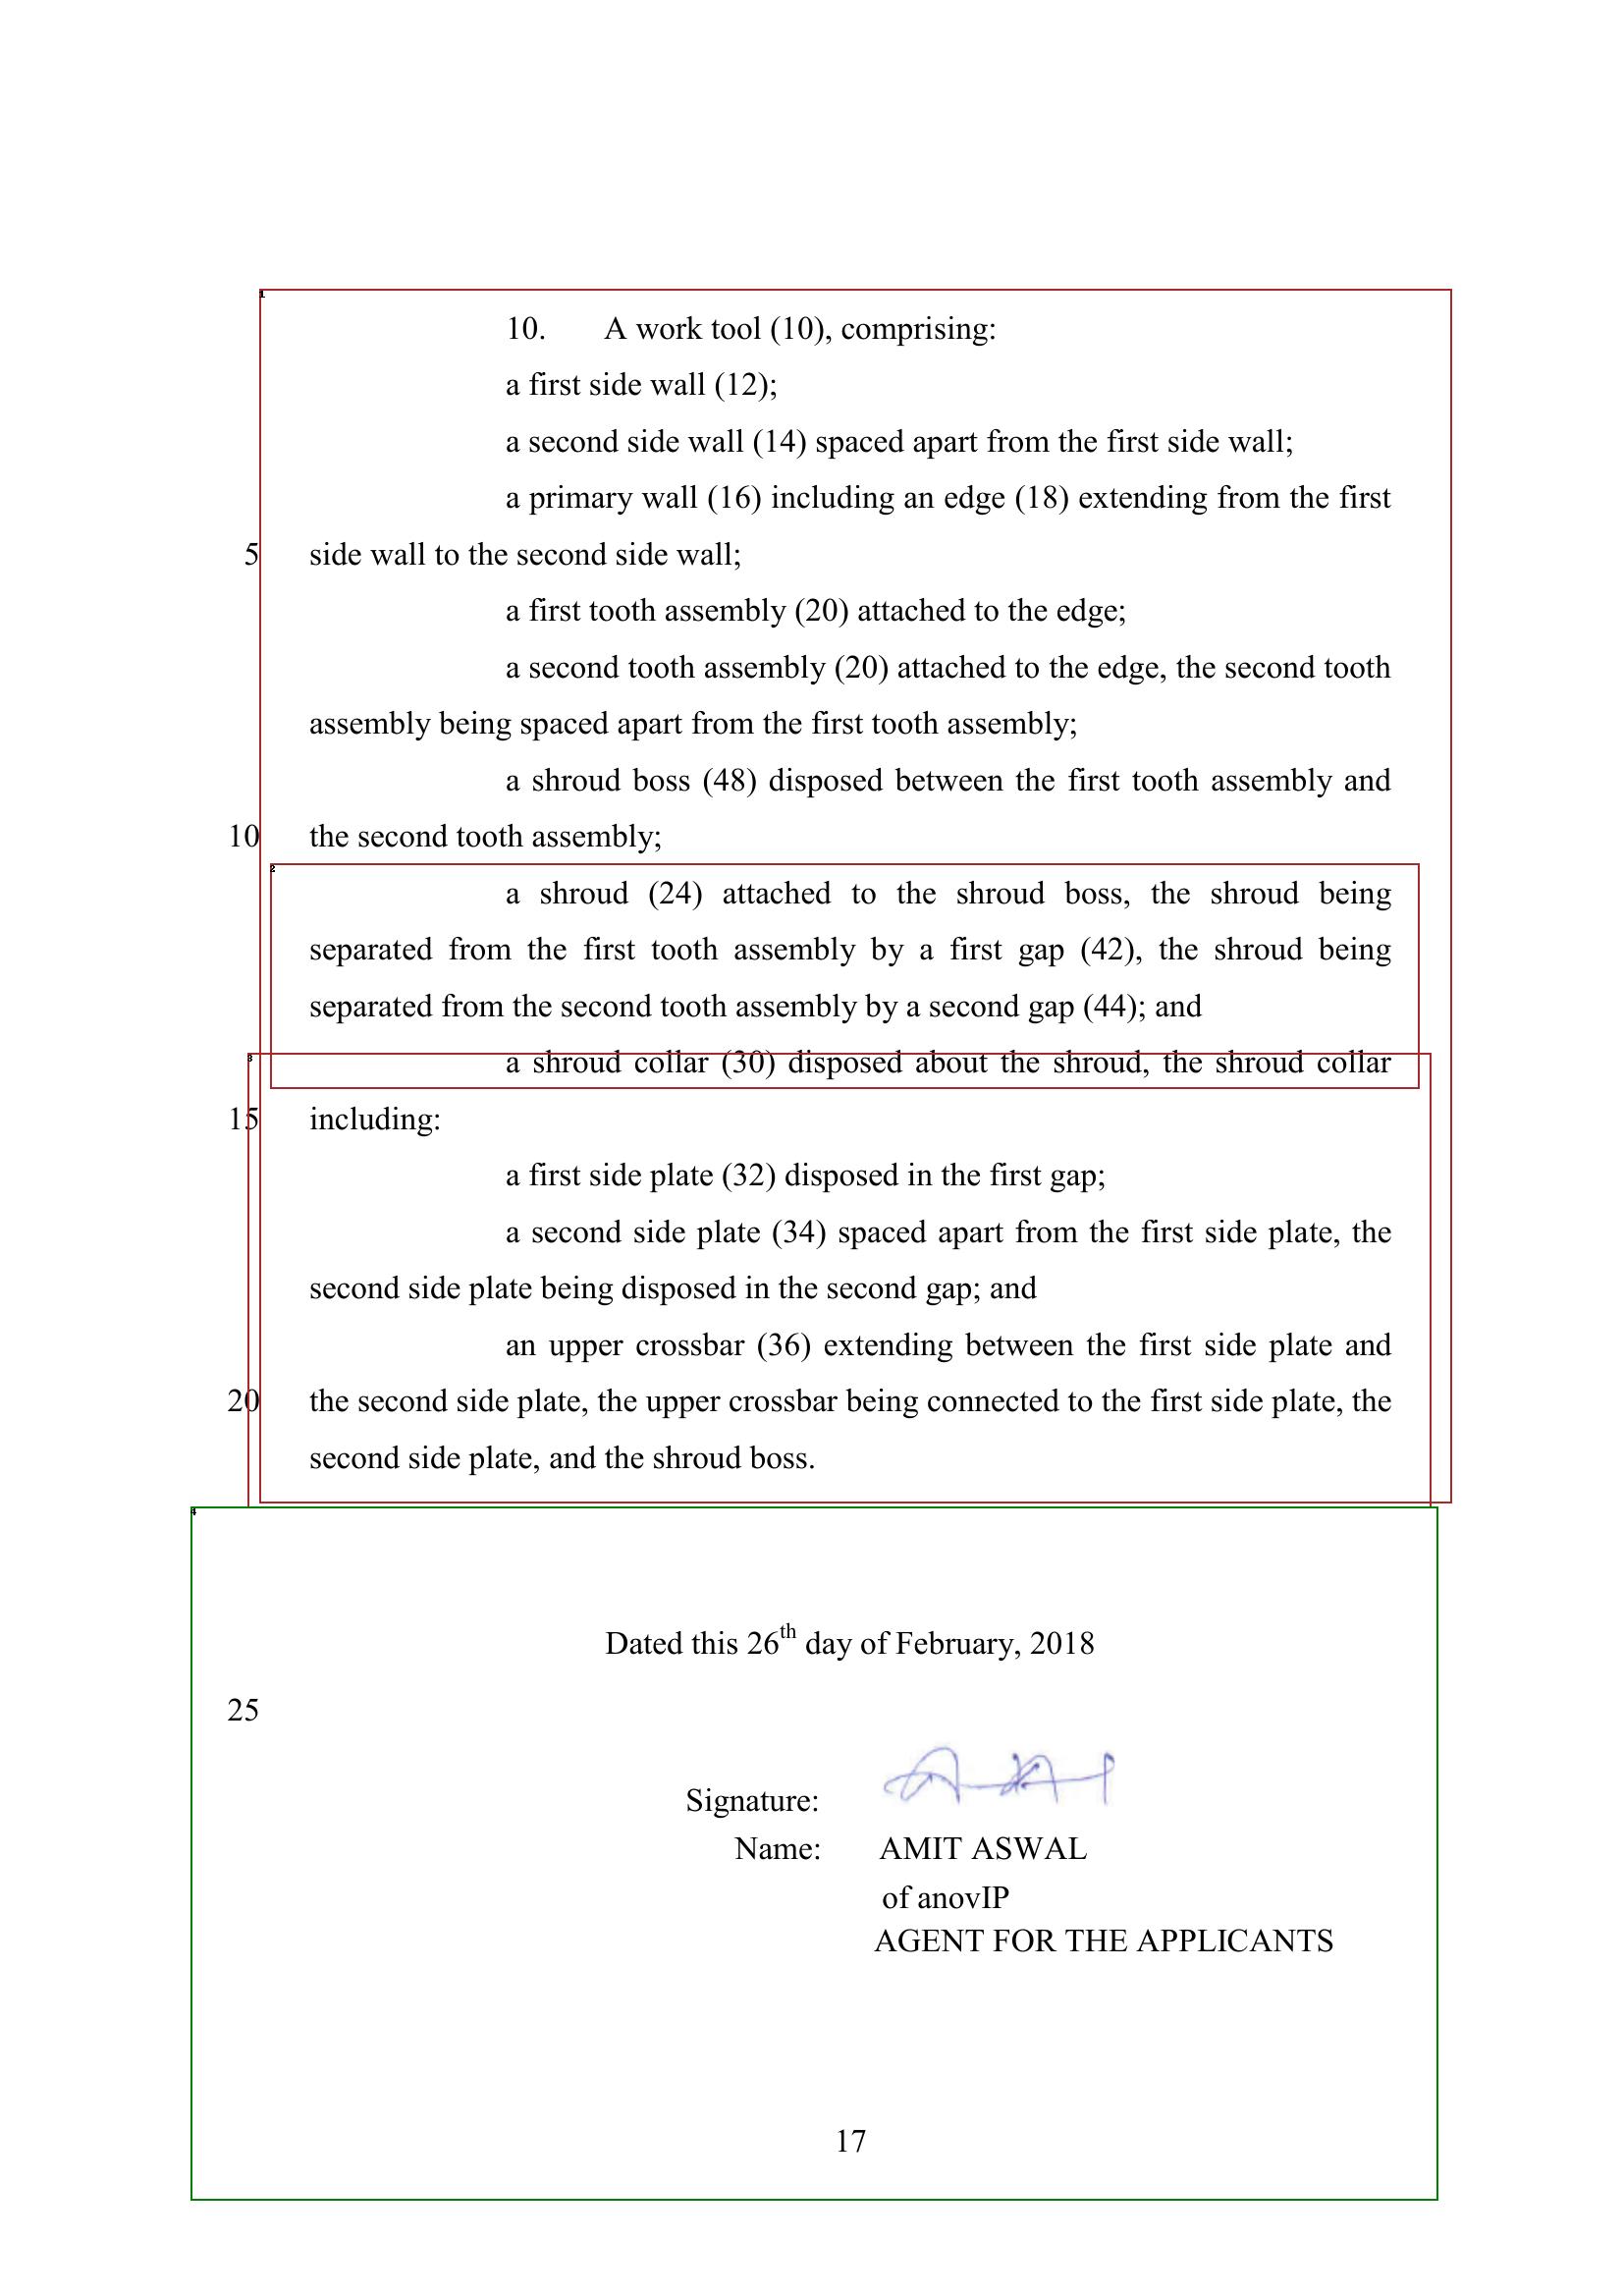 10. A work tool (10), comprising:
a first side wall (12);
a second side wall (14) spaced apart from the first side wall;
a primary wall (16) including an edge (18) extending from the first
5 side wall to the second side wall;
a first tooth assembly (20) attached to the edge;
a second tooth assembly (20) attached to the edge, the second tooth
assembly being spaced apart from the first tooth assembly;
a shroud boss (48) disposed between the first tooth assembly and
10 the second tooth assembly;
a shroud (24) attached to the shroud boss, the shroud being
separated from the first tooth assembly by a first gap (42), the shroud being
separated from the second tooth assembly by a second gap (44); and
a shroud collar (30) disposed about the shroud, the shroud collar
15 including:
a first side plate (32) disposed in the first gap;
a second side plate (34) spaced apart from the first side plate, the
second side plate being disposed in the second gap; and
an upper crossbar (36) extending between the first side plate and
20 the second side plate, the upper crossbar being connected to the first side plate, the
second side plate, and the shroud boss.
Dated this 26th day of February, 2018
25
Signature:
Name: AMIT ASWAL
of anovIP
AGENT FOR THE APPLICANTS
17